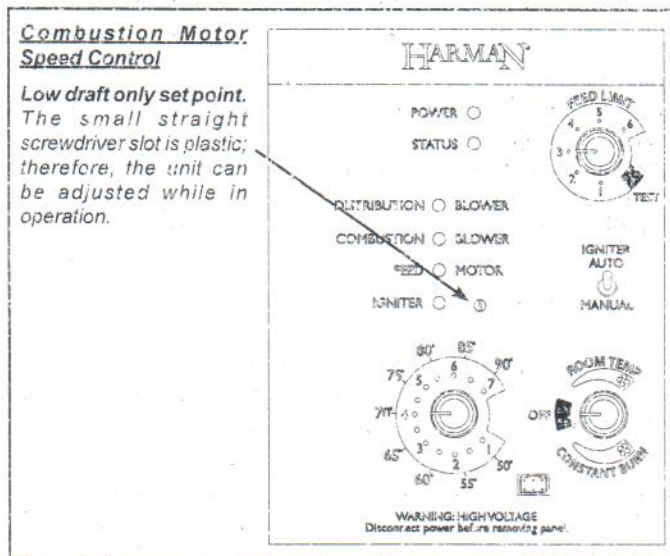 Combustion Motor
Speed Control
Low draft only set point.
The small straight
screwdriver slot is plastic;
therefore, the unit can
be adjusted while in
operation.
HARMAN
POWER
STATUS
FEED LIMIT
1 2 3 4 5 6
TEST
DISTRIBUTION BLOWER
COMBUSTION BLOWER
FEED MOTOR
IGNITER
IGNITER
AUTO
MANUAL
80° 85°
75° 90°
70°
65° 50°
60° 55°
1 2 3 4 5 6 7
ROOM TEMP
OFF
CONSTANT BURN
WARNING: HIGH VOLTAGE
Disconnect power before removing panel.